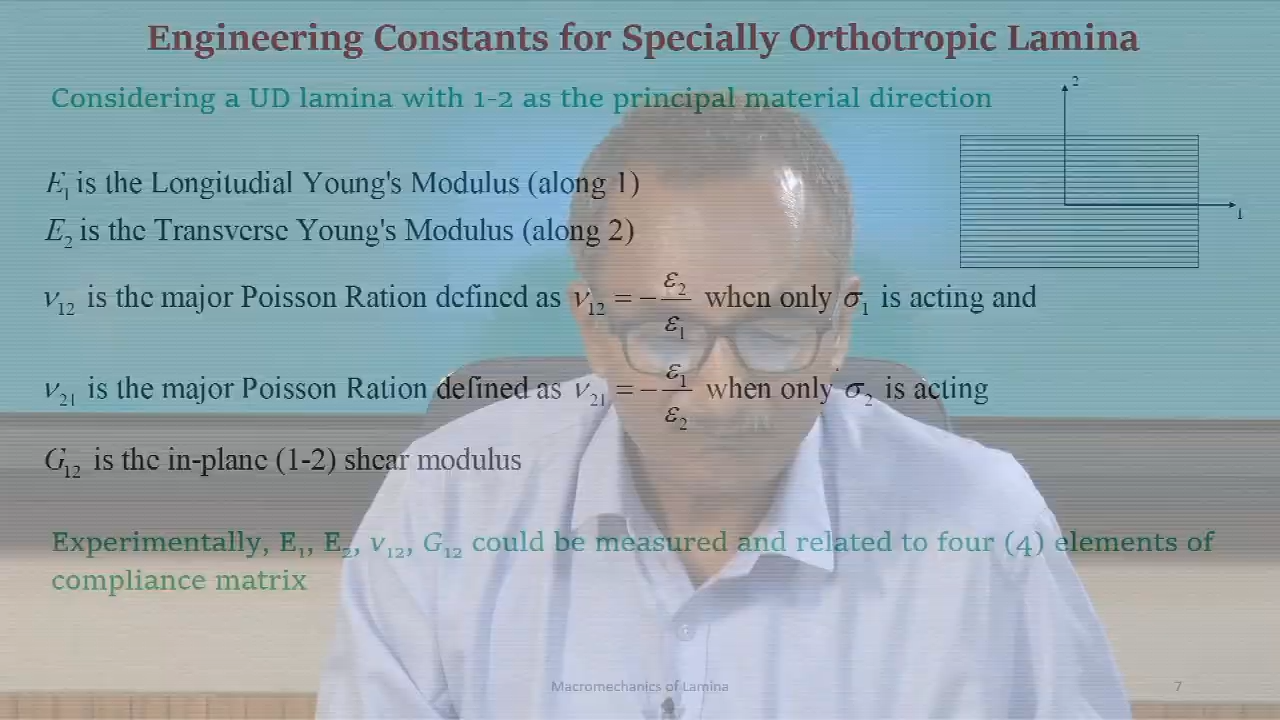 Engineering Constants for Specially Orthotropic Lamina
Considering a UD lamina with 1-2 as the principal material direction
2
1
E₁ is the Longitudial Young's Modulus (along 1)
E₂ is the Transverse Young's Modulus (along 2)
ν₁₂ is the major Poisson Ration defined as ν₁₂ = −ε₂/ε₁ when only σ₁ is acting and
ν₂₁ is the major Poisson Ration defined as ν₂₁ = −ε₁/ε₂ when only σ₂ is acting
G₁₂ is the in-plane (1-2) shear modulus
Experimentally, E₁, E₂, ν₁₂, G₁₂ could be measured and related to four (4) elements of
compliance matrix
Macromechanics of Lamina
7